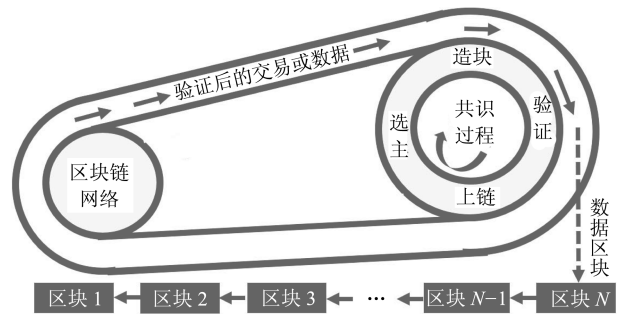 验证后的交易或数据
造块
选主
共识
过程
验证
上链
区块链
网络
数据区块
区块 1
区块 2
区块 3
...
区块 N−1
区块 N